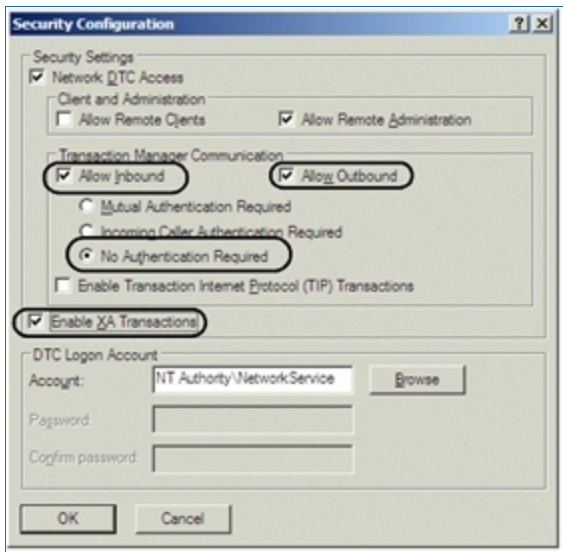 Security Configuration
Security Settings
Network DTC Access
Client and Administration
Allow Remote Clients Allow Remote Administration
Transaction Manager Communication
Allow Inbound Allow Outbound
Mutual Authentication Required
Incoming Caller Authentication Required
No Authentication Required
Enable Transaction Internet Protocol (TIP) Transactions
Enable XA Transactions
DTC Logon Account
Account: NT Authority\NetworkService Browse
Password:
Confirm password:
OK Cancel